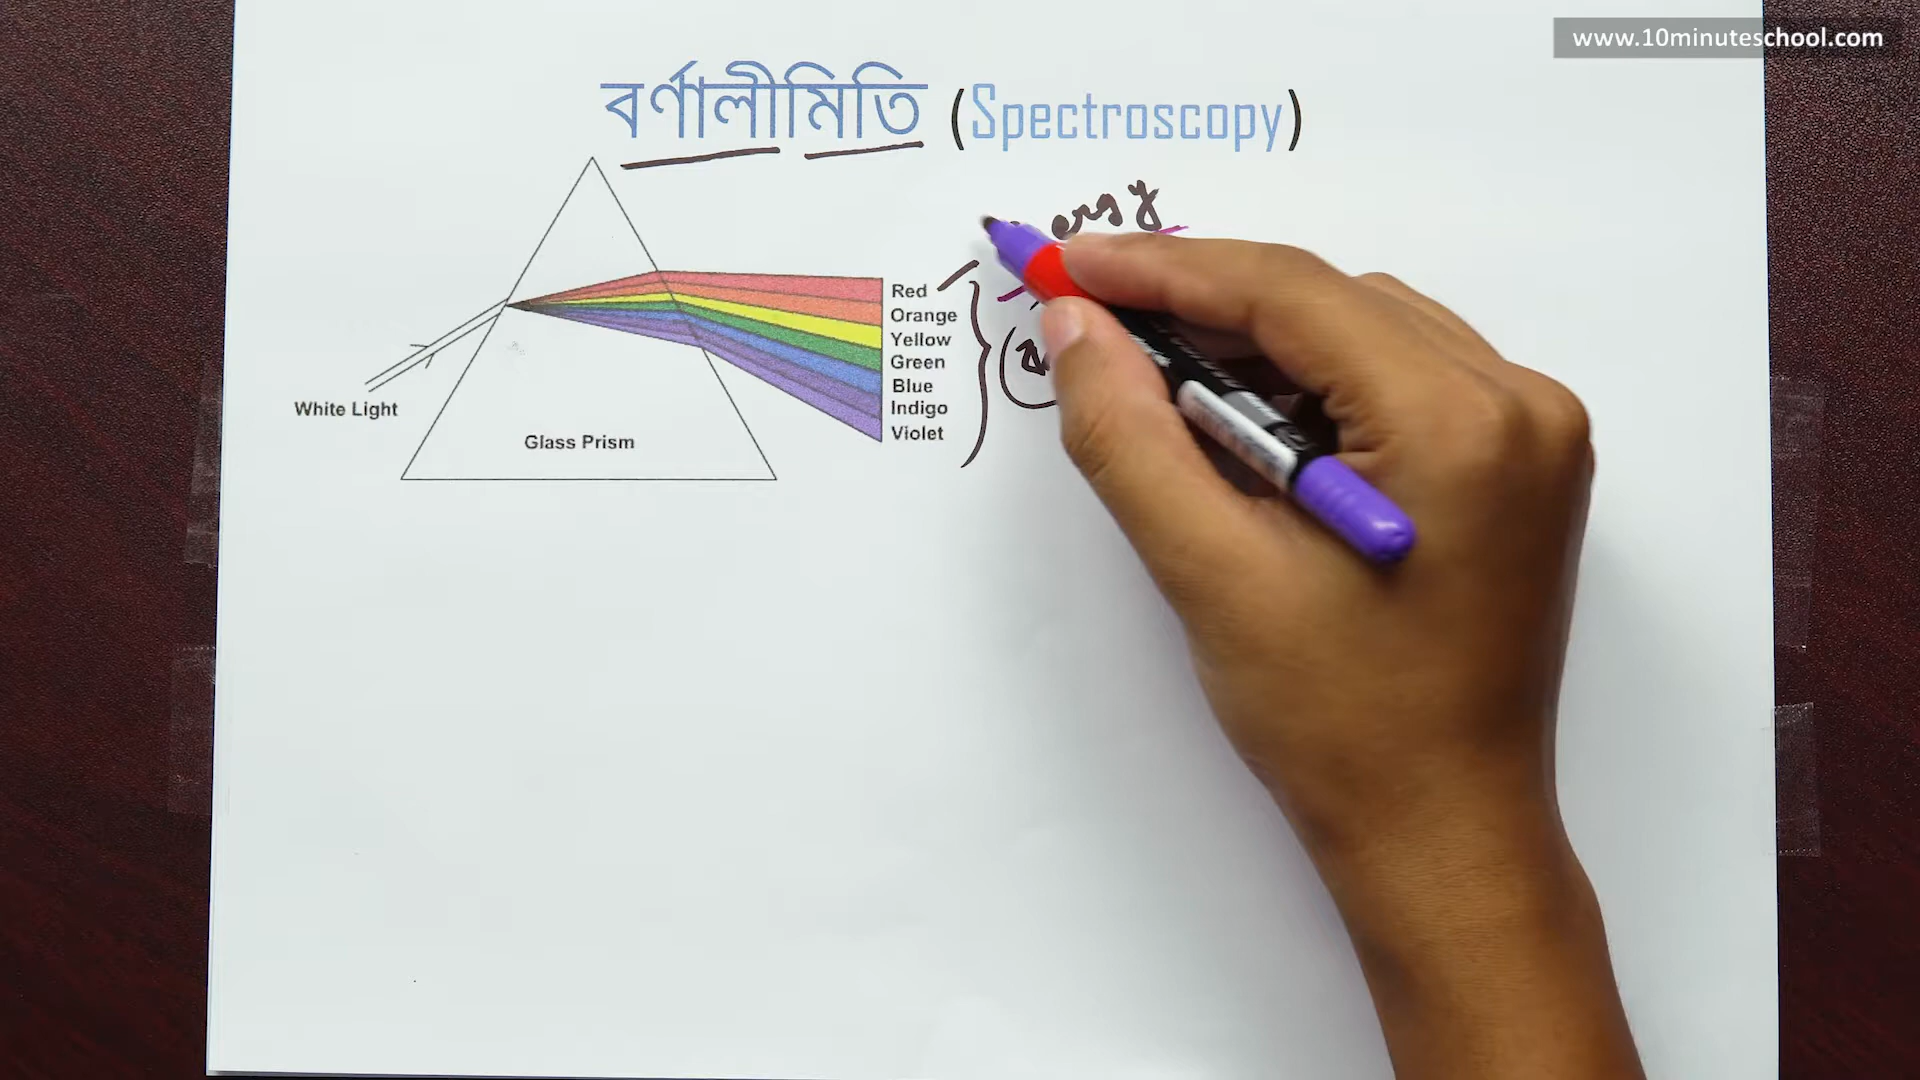 www.10minuteschool.com
বর্ণালীমিতি (Spectroscopy)
Red
Orange
Yellow
Green
Blue
Indigo
Violet
White Light
Glass Prism